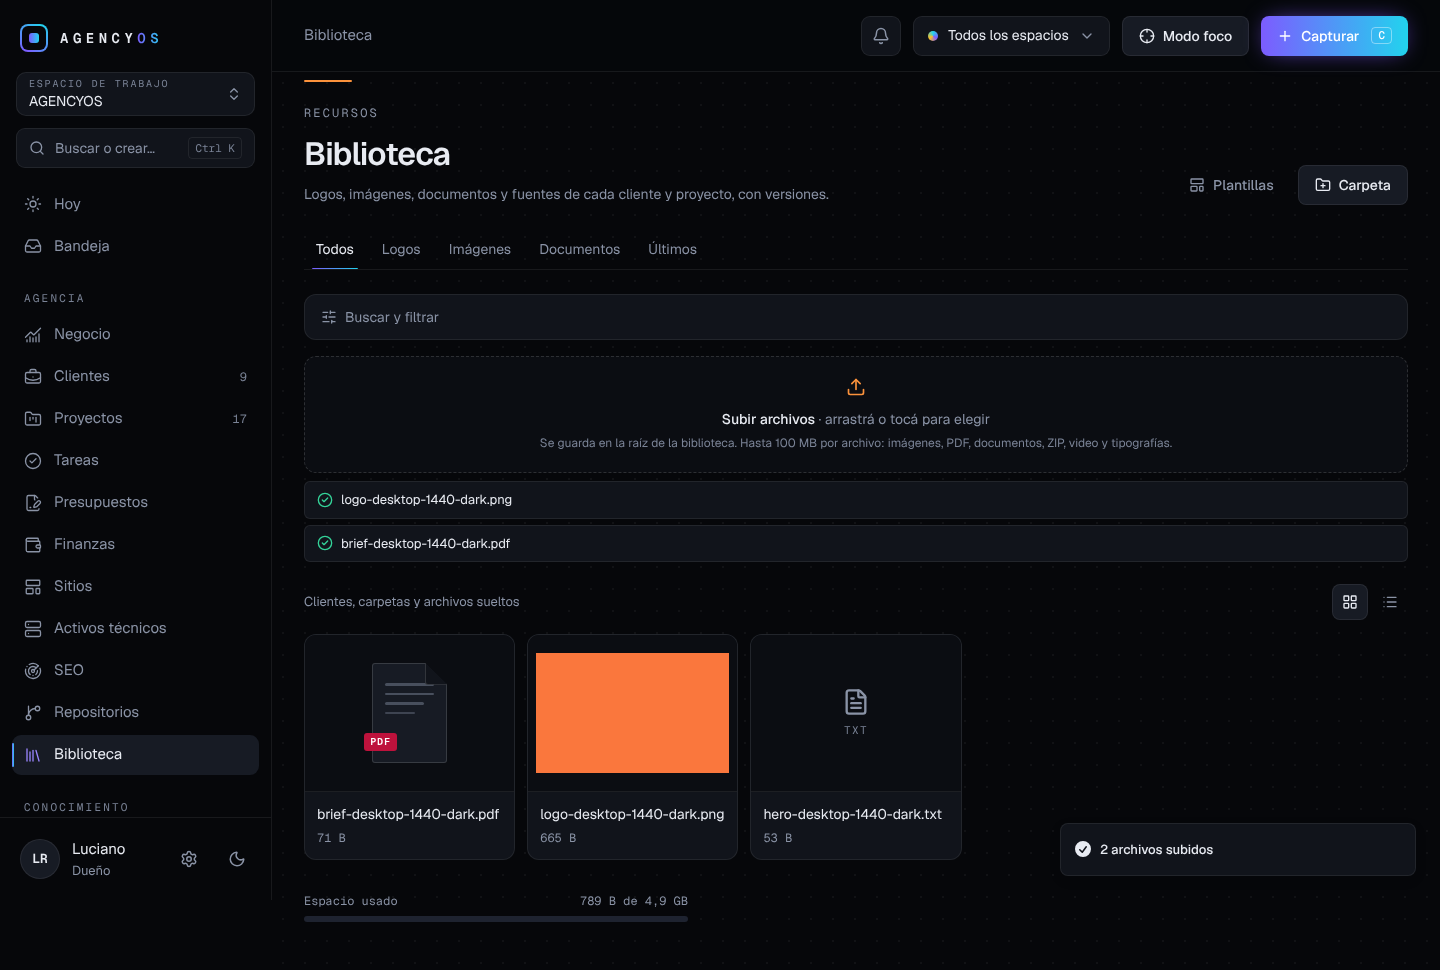 AGENCYOS
ESPACIO DE TRABAJO
AGENCYOS
Buscar o crear... Ctrl K
Hoy
Bandeja
AGENCIA
Negocio
Clientes 9
Proyectos 17
Tareas
Presupuestos
Finanzas
Sitios
Activos técnicos
SEO
Repositorios
Biblioteca
CONOCIMIENTO
LR
Luciano
Dueño
Biblioteca
Todos los espacios
Modo foco
Capturar C
RECURSOS
Biblioteca
Logos, imágenes, documentos y fuentes de cada cliente y proyecto, con versiones.
Plantillas
Carpeta
Todos Logos Imágenes Documentos Últimos
Buscar y filtrar
Subir archivos · arrastrá o tocá para elegir
Se guarda en la raíz de la biblioteca. Hasta 100 MB por archivo: imágenes, PDF, documentos, ZIP, video y tipografías.
logo-desktop-1440-dark.png
brief-desktop-1440-dark.pdf
Clientes, carpetas y archivos sueltos
PDF
brief-desktop-1440-dark.pdf
71 B
logo-desktop-1440-dark.png
665 B
TXT
hero-desktop-1440-dark.txt
53 B
Espacio usado 789 B de 4,9 GB
2 archivos subidos